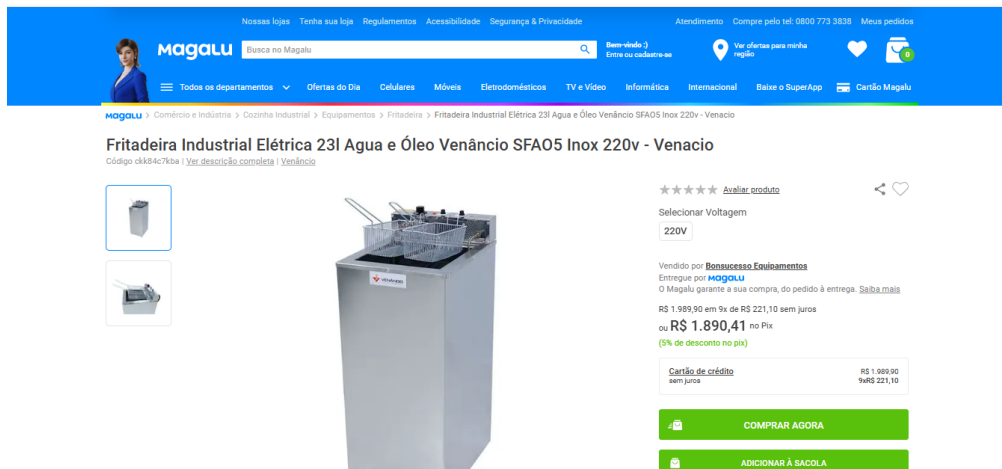 Nossas lojas Tenha sua loja Regulamentos Acessibilidade Segurança & Privacidade Atendimento Compre pelo tel: 0800 773 3838 Meus pedidos
Magalu
Busca no Magalu
Bem-vindo :)
Entre ou cadastre-se
Ver ofertas para minha
região
0
Todos os departamentos Ofertas do Dia Celulares Móveis Eletrodomésticos TV e Vídeo Informática Internacional Baixe o SuperApp Cartão Magalu
Magalu > Comércio e Indústria > Cozinha Industrial > Equipamentos > Fritadeira > Fritadeira Industrial Elétrica 23l Agua e Óleo Venâncio SFAO5 Inox 220v - Venacio
Fritadeira Industrial Elétrica 23l Agua e Óleo Venâncio SFAO5 Inox 220v - Venacio
Código ckk84c7kba | Ver descrição completa | Venâncio
Avaliar produto
Selecionar Voltagem
220V
VENÂNCIO
Vendido por Bonsucesso Equipamentos
Entregue por Magalu
O Magalu garante a sua compra, do pedido à entrega. Saiba mais
R$ 1.989,90 em 9x de R$ 221,10 sem juros
ou R$ 1.890,41 no Pix
(5% de desconto no pix)
Cartão de crédito R$ 1.989,90
sem juros 9xR$ 221,10
COMPRAR AGORA
ADICIONAR À SACOLA